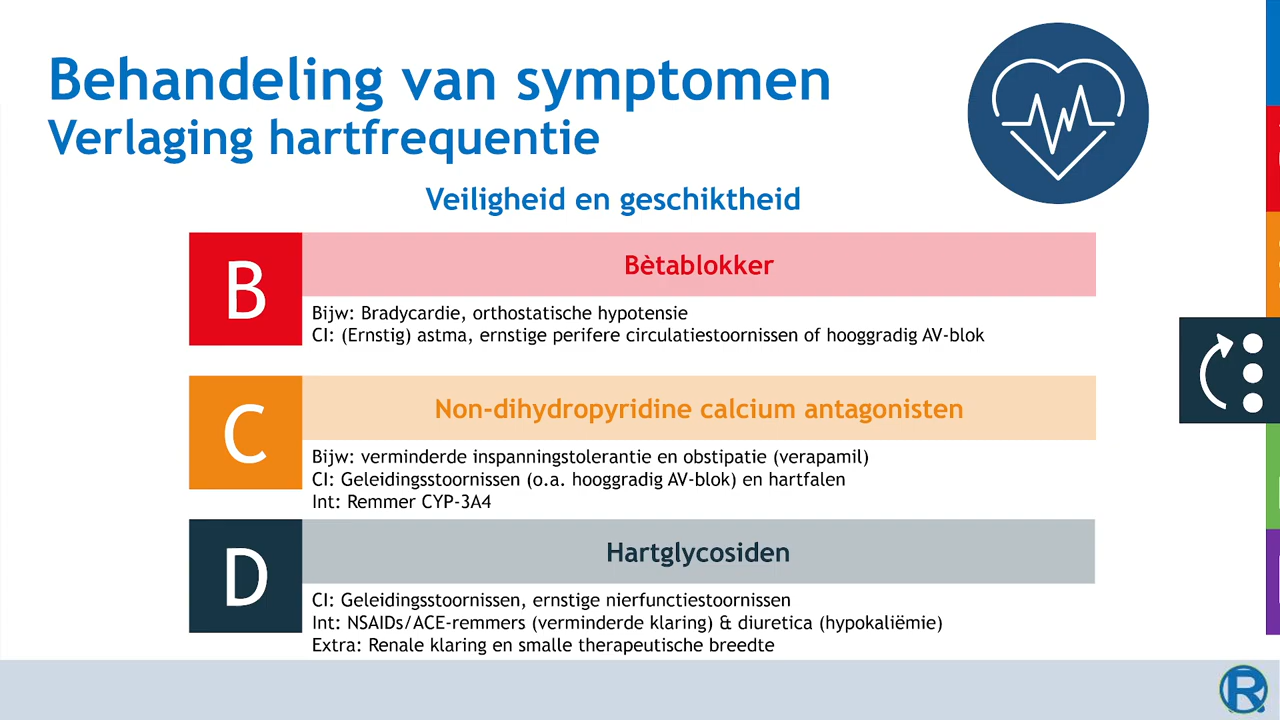 Behandeling van symptomen
Verlaging hartfrequentie
Veiligheid en geschiktheid
B
Bètablokker
Bijw: Bradycardie, orthostatische hypotensie
CI: (Ernstig) astma, ernstige perifere circulatiestoornissen of hooggradig AV-blok
C
Non-dihydropyridine calcium antagonisten
Bijw: verminderde inspanningstolerantie en obstipatie (verapamil)
CI: Geleidingsstoornissen (o.a. hooggradig AV-blok) en hartfalen
Int: Remmer CYP-3A4
D
Hartglycosiden
CI: Geleidingsstoornissen, ernstige nierfunctiestoornissen
Int: NSAIDs/ACE-remmers (verminderde klaring) & diuretica (hypokaliëmie)
Extra: Renale klaring en smalle therapeutische breedte
R